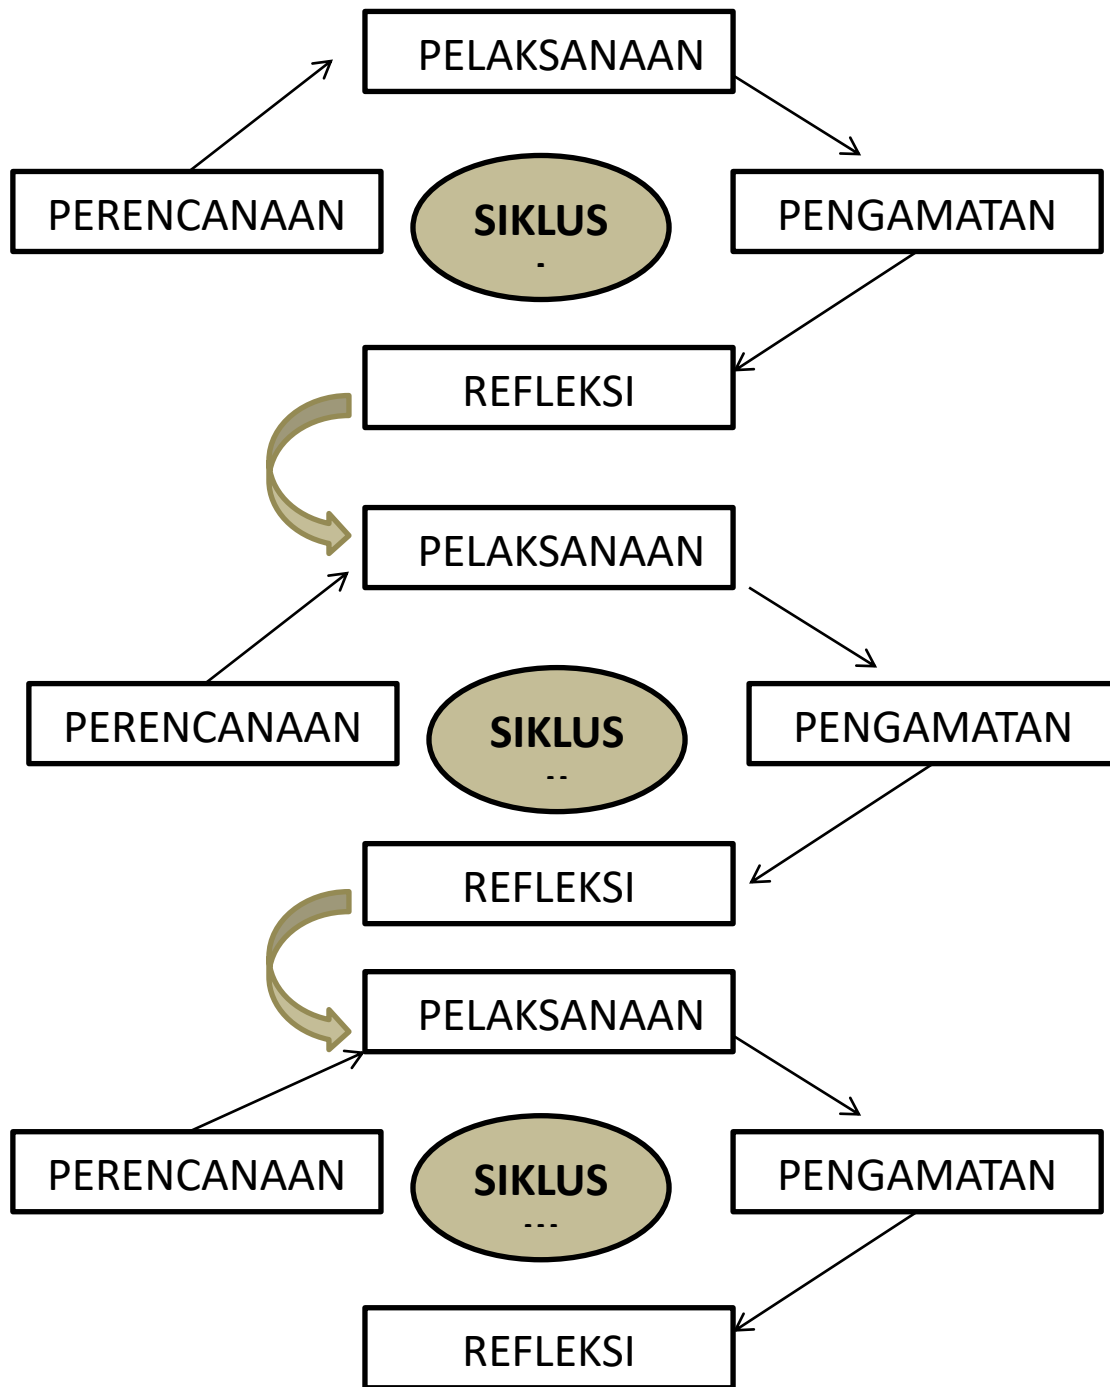 PELAKSANAAN
PERENCANAAN
SIKLUS
PENGAMATAN
REFLEKSI
PELAKSANAAN
PERENCANAAN
SIKLUS
PENGAMATAN
REFLEKSI
PELAKSANAAN
PERENCANAAN
SIKLUS
PENGAMATAN
REFLEKSI